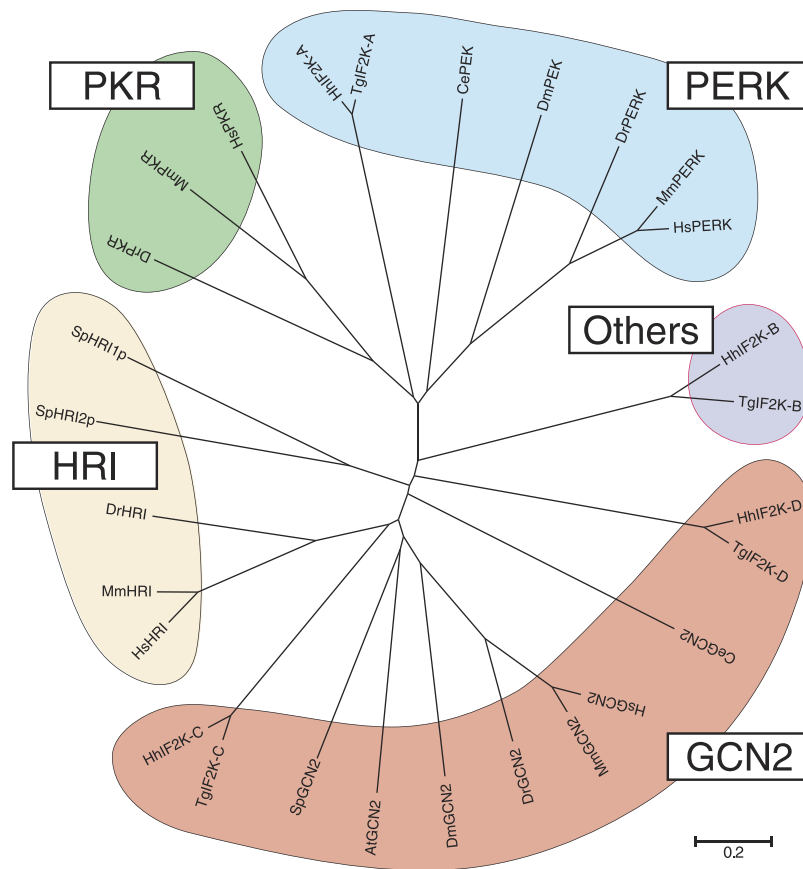 PKR
HsPKR
MmPKR
DrPKR
PERK
HhIF2K-A
TgIF2K-A
CePEK
DmPEK
DrPERK
MmPERK
HsPERK
Others
HhIF2K-B
TgIF2K-B
HRI
SpHRI1p
SpHRI2p
DrHRI
MmHRI
HsHRI
GCN2
HhIF2K-D
TgIF2K-D
CeGCN2
HsGCN2
MmGCN2
DrGCN2
DmGCN2
AtGCN2
SpGCN2
TgIF2K-C
HhIF2K-C
0.2